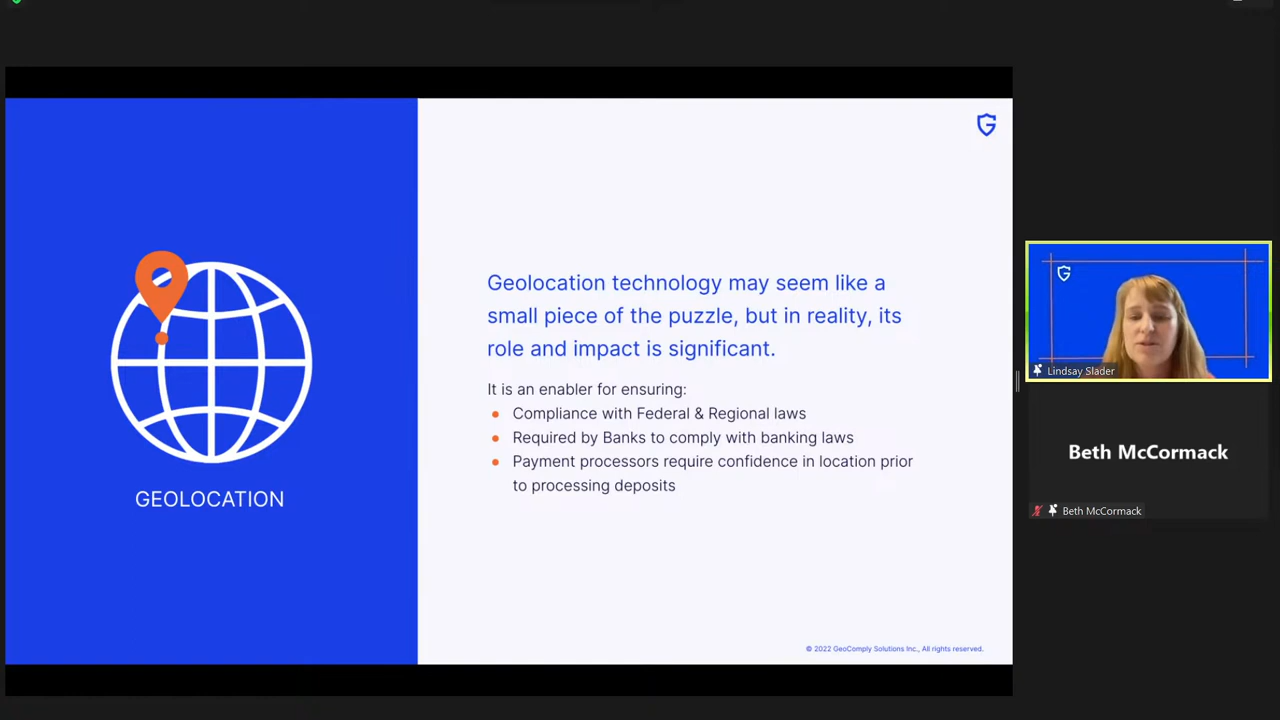 GEOLOCATION
Geolocation technology may seem like a
small piece of the puzzle, but in reality, its
role and impact is significant.
It is an enabler for ensuring:
• Compliance with Federal & Regional laws
• Required by Banks to comply with banking laws
• Payment processors require confidence in location prior
to processing deposits
© 2022 GeoComply Solutions Inc., All rights reserved.
Lindsay Slader
Beth McCormack
Beth McCormack